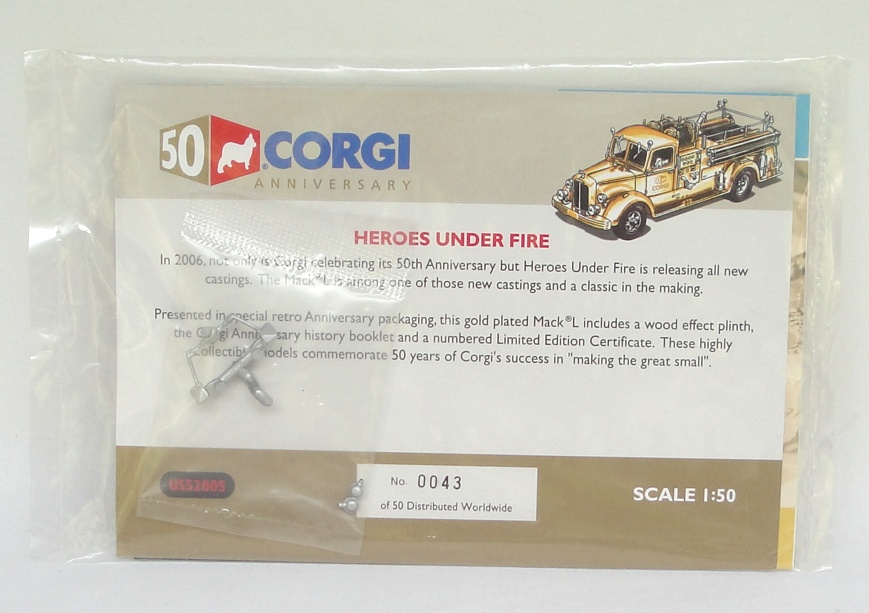 50 CORGI
ANNIVERSARY
CORGI
HEROES UNDER FIRE
In 2006, not only is Corgi celebrating its 50th Anniversary but Heroes Under Fire is releasing all new
castings. The Mack®L is among one of those new castings and a classic in the making.
Presented in special retro Anniversary packaging, this gold plated Mack®L includes a wood effect plinth,
the Corgi Anniversary history booklet and a numbered Limited Edition Certificate. These highly
collectible models commemorate 50 years of Corgi's success in "making the great small".
US52805
No. 0043
of 50 Distributed Worldwide
SCALE 1:50